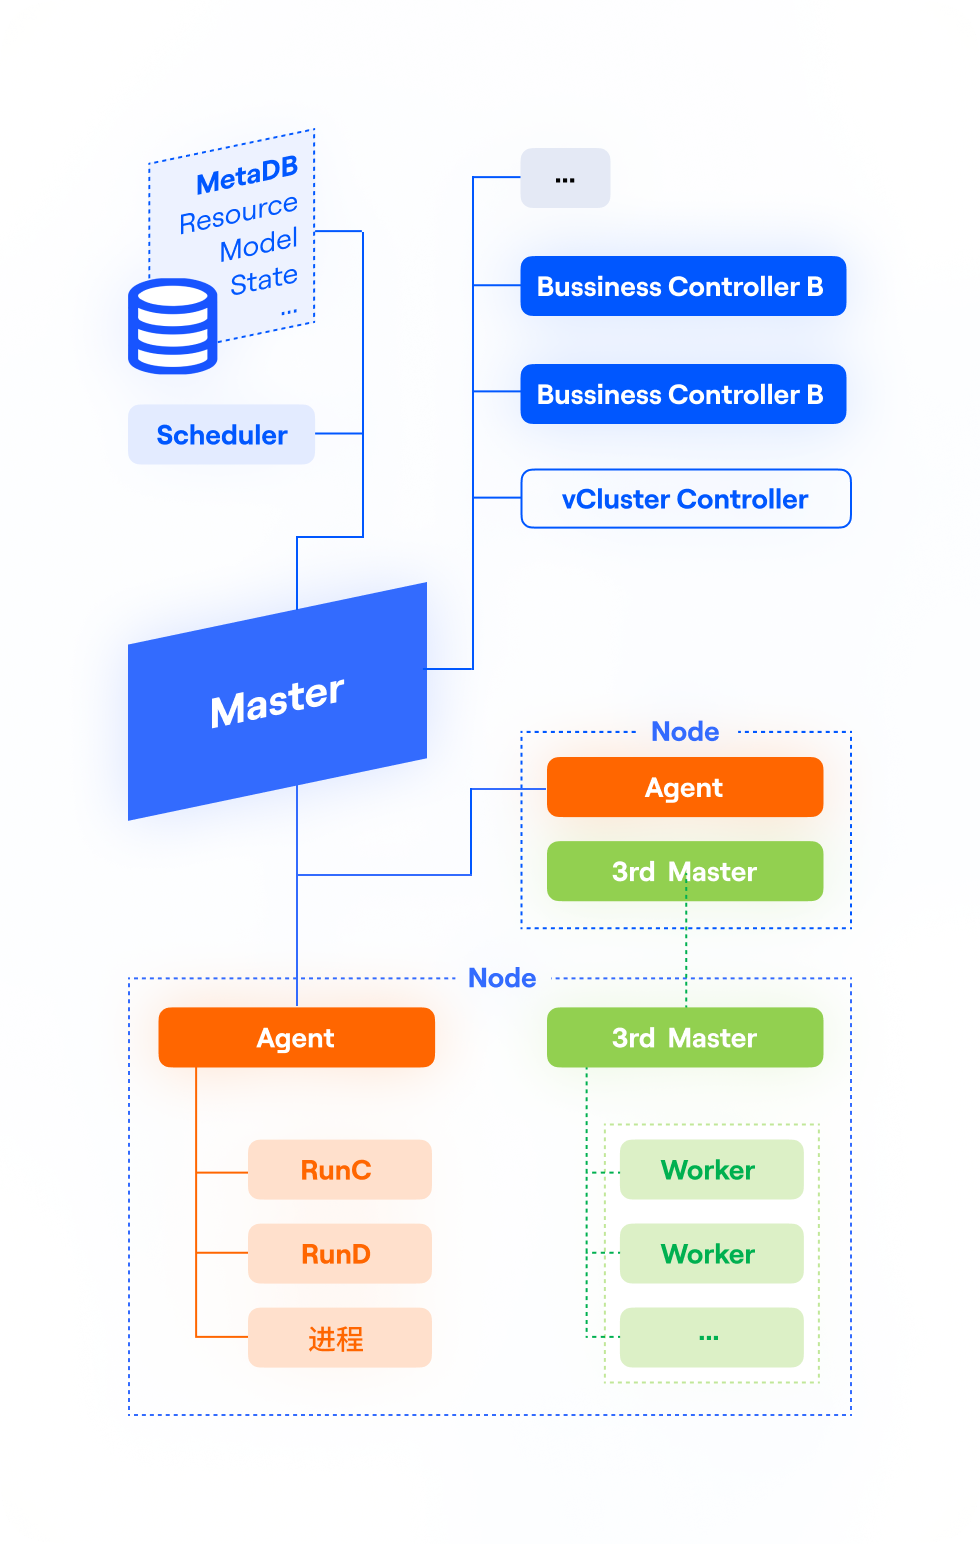 MetaDB
Resource
Model
State
...
Scheduler
...
Bussiness Controller B
Bussiness Controller B
vCluster Controller
Master
Node
Agent
3rd Master
Node
Agent
3rd Master
RunC
RunD
进程
Worker
Worker
...